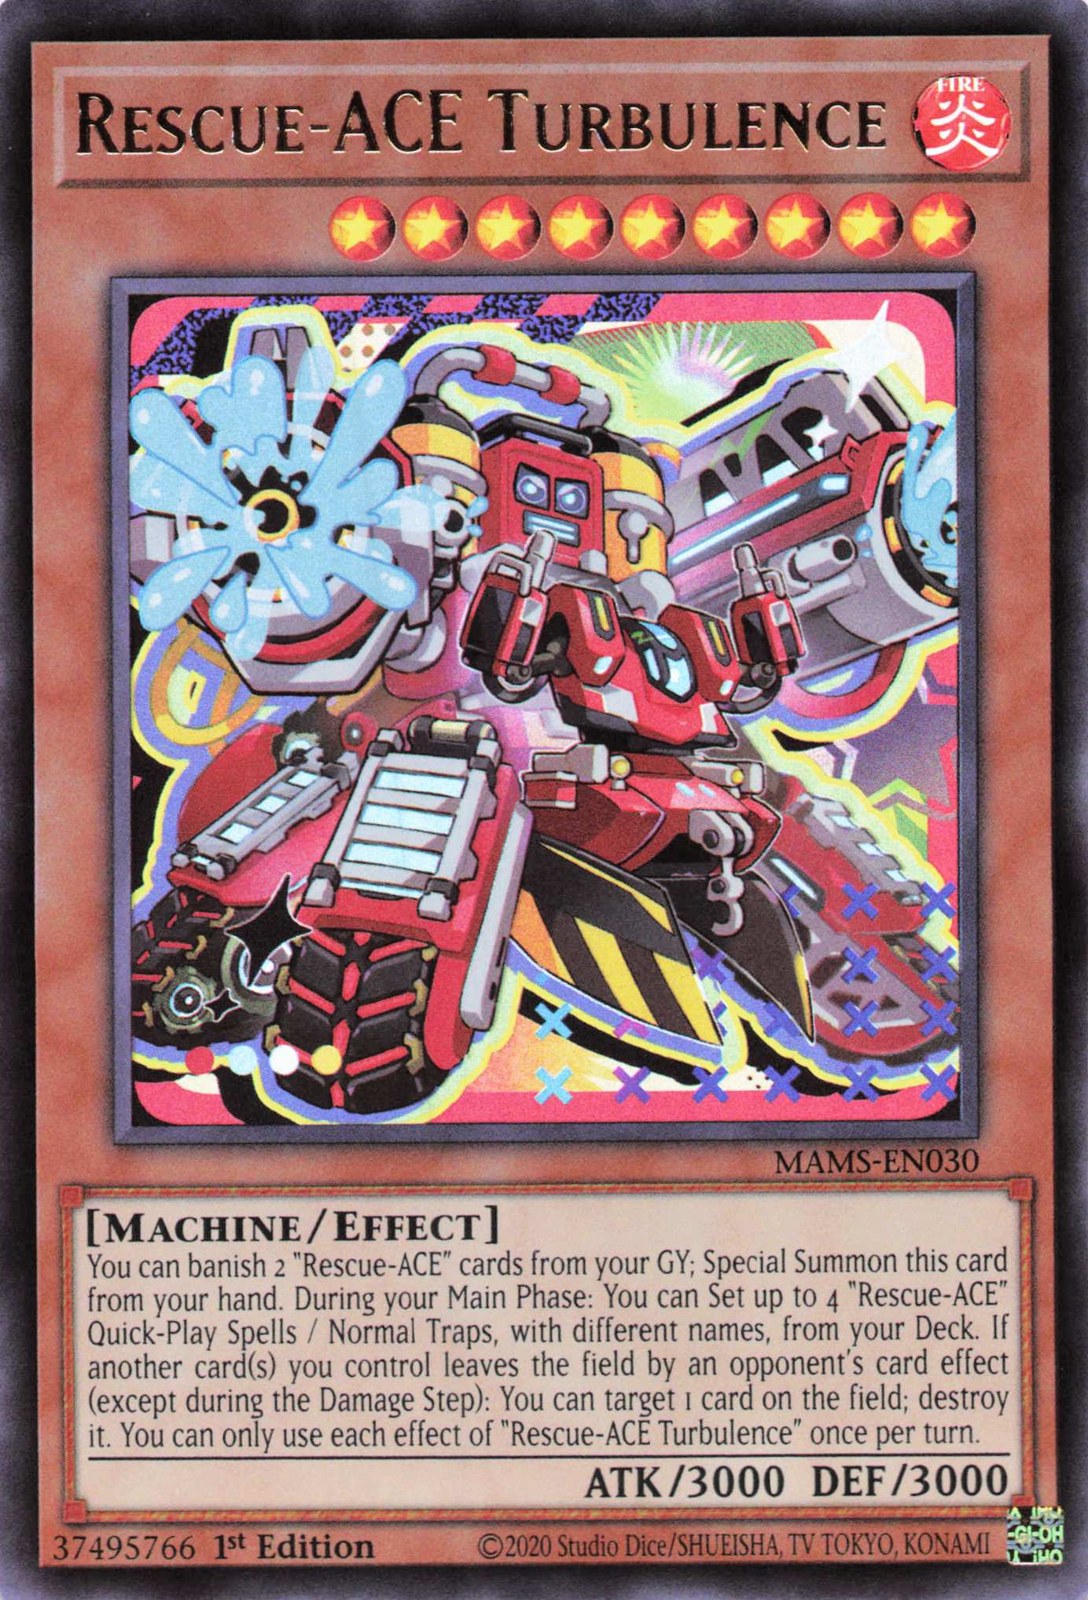 RESCUE-ACE TURBULENCE
FIRE
炎
MAMS-EN030
[MACHINE/EFFECT]
You can banish 2 "Rescue-ACE" cards from your GY; Special Summon this card
from your hand. During your Main Phase: You can Set up to 4 "Rescue-ACE"
Quick-Play Spells / Normal Traps, with different names, from your Deck. If
another card(s) you control leaves the field by an opponent's card effect
(except during the Damage Step): You can target 1 card on the field; destroy
it. You can only use each effect of "Rescue-ACE Turbulence" once per turn.
ATK/3000 DEF/3000
37495766 1st Edition
©2020 Studio Dice/SHUEISHA, TV TOKYO, KONAMI